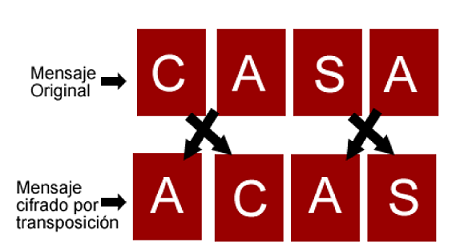 Mensaje
Original
C A S A
Mensaje
cifrado por
transposición
A C A S